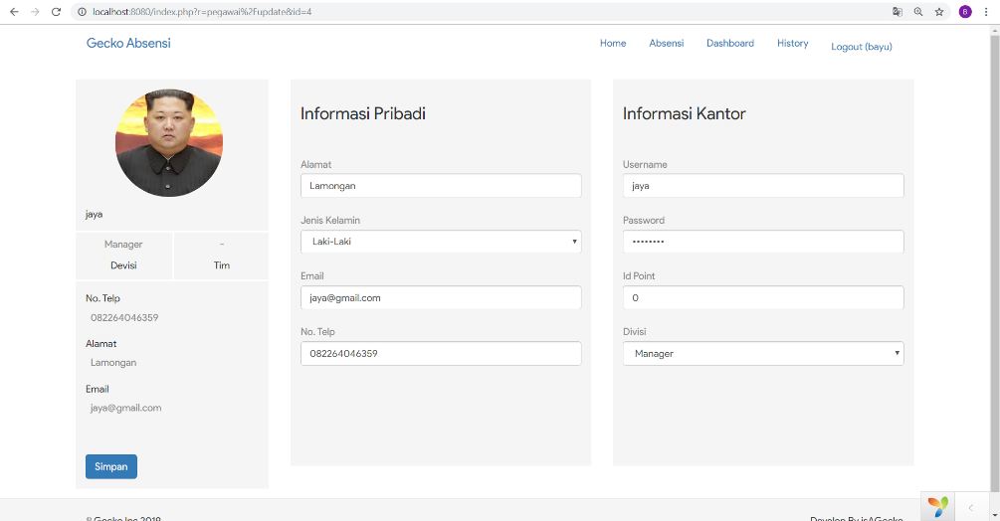 localhost:8080/index.php?r=pegawai%2Fupdate&id=4
B
Gecko Absensi
Home
Absensi
Dashboard
History
Logout (bayu)
jaya
Manager
-
Devisi
Tim
No. Telp
082264046359
Alamat
Lamongan
Email
jaya@gmail.com
Simpan
Informasi Pribadi
Alamat
Lamongan
Jenis Kelamin
Laki-Laki
Email
jaya@gmail.com
No. Telp
082264046359
Informasi Kantor
Username
jaya
Password
••••••••
Id Point
0
Divisi
Manager
© Gecko Inc 2019
Develop By isAGecko